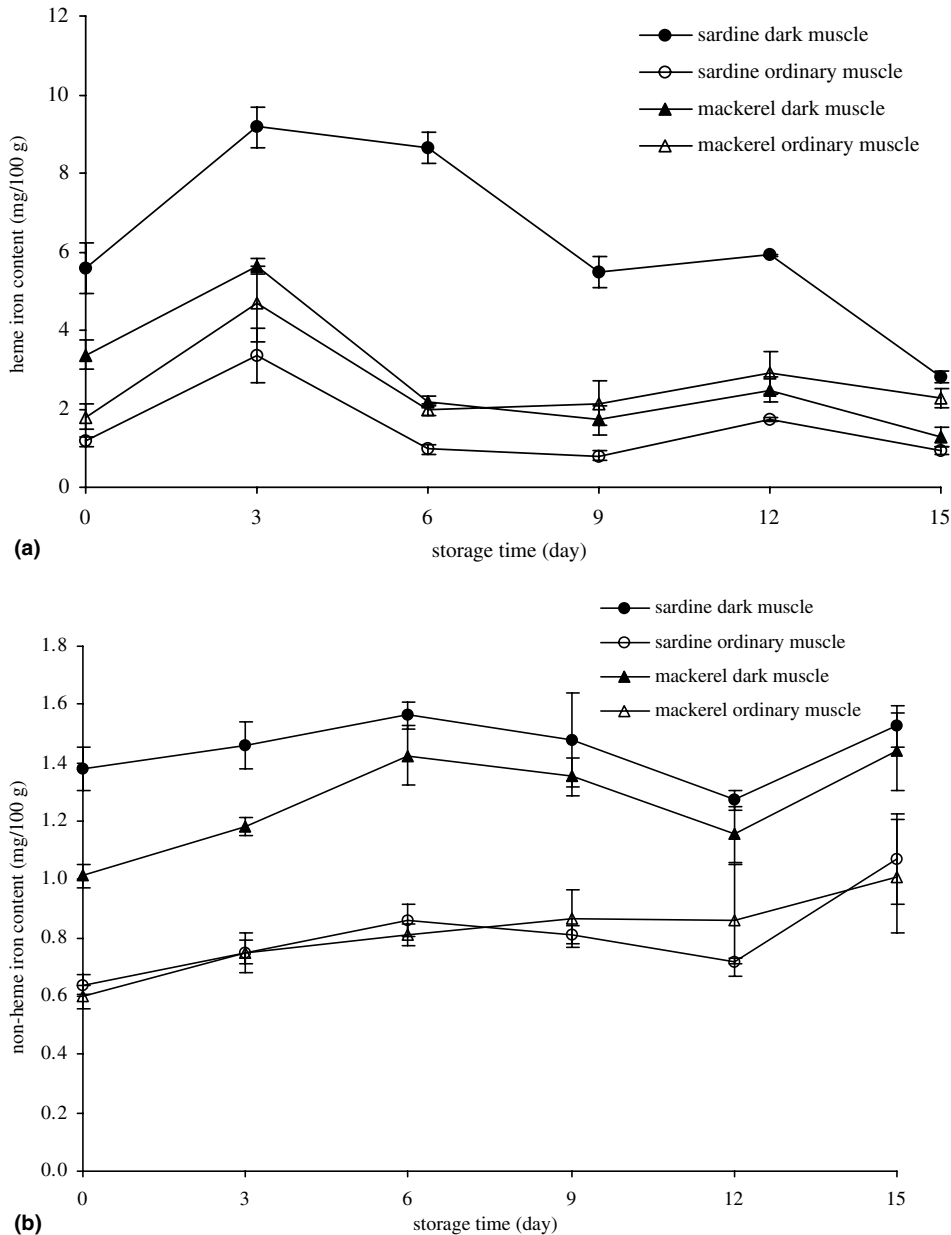 12
10
8
6
4
2
0
heme iron content (mg/100 g)
sardine dark muscle
sardine ordinary muscle
mackerel dark muscle
mackerel ordinary muscle
0 3 6 9 12 15
storage time (day)
(a)
1.8
1.6
1.4
1.2
1.0
0.8
0.6
0.4
0.2
0.0
non-heme iron content (mg/100 g)
sardine dark muscle
sardine ordinary muscle
mackerel dark muscle
mackerel ordinary muscle
0 3 6 9 12 15
storage time (day)
(b)